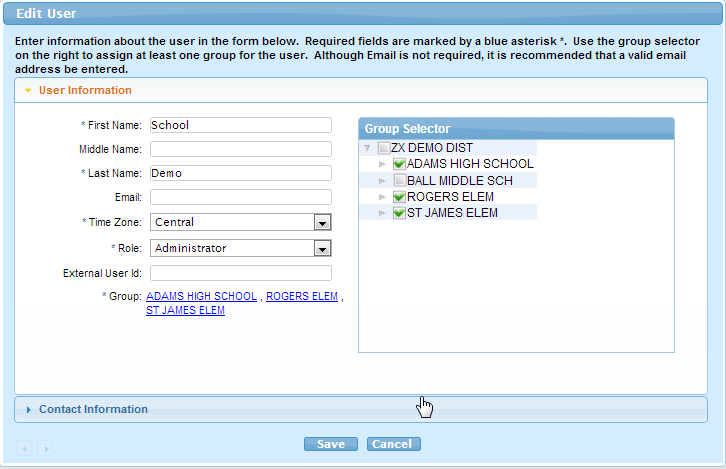 Edit User
Enter information about the user in the form below. Required fields are marked by a blue asterisk *. Use the group selector
on the right to assign at least one group for the user. Although Email is not required, it is recommended that a valid email
address be entered.
User Information
* First Name: School
Middle Name:
* Last Name: Demo
Email:
* Time Zone: Central
* Role: Administrator
External User Id:
* Group: ADAMS HIGH SCHOOL , ROGERS ELEM ,
ST JAMES ELEM
Group Selector
ZX DEMO DIST
ADAMS HIGH SCHOOL
BALL MIDDLE SCH
ROGERS ELEM
ST JAMES ELEM
Contact Information
Save Cancel